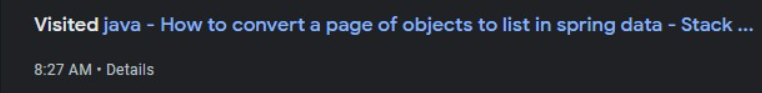 Visited java - How to convert a page of objects to list in spring data - Stack ...
8:27 AM • Details